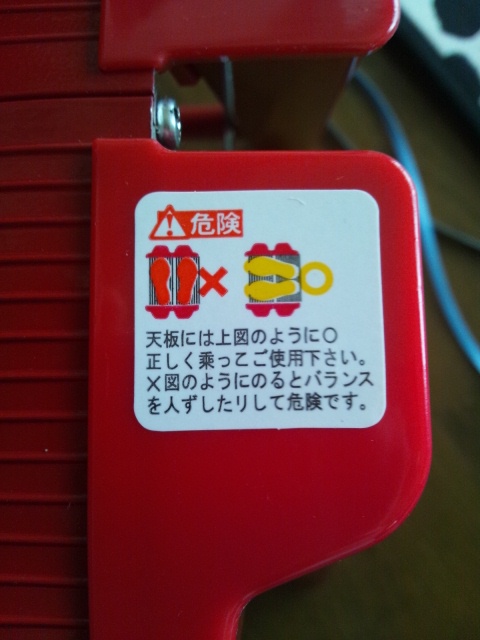 危険
天板には上図のように○
正しく乗ってご使用下さい。
×図のようにのるとバランス
を人ずしたりして危険です。